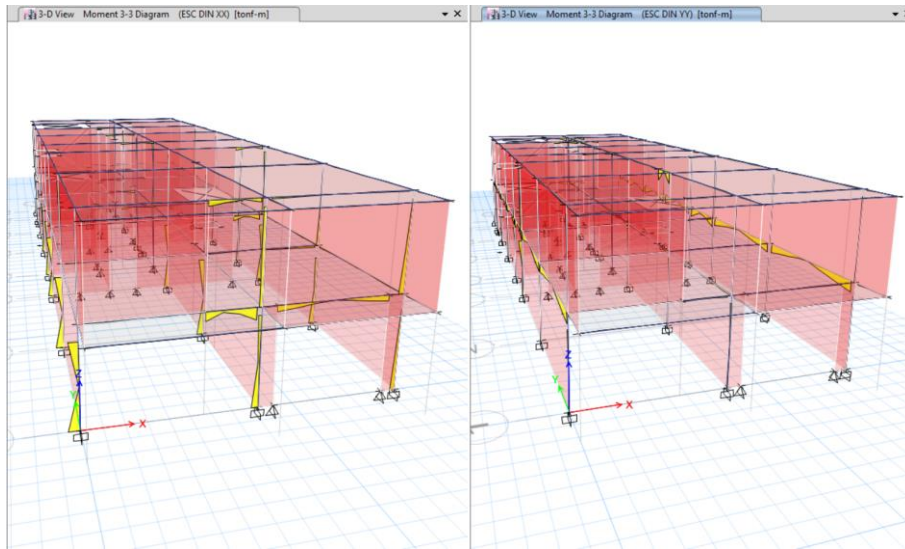 3-D View Moment 3-3 Diagram (ESC DIN XX) [tonf-m]
3-D View Moment 3-3 Diagram (ESC DIN YY) [tonf-m]
Z
Y
X
Z
Y
X